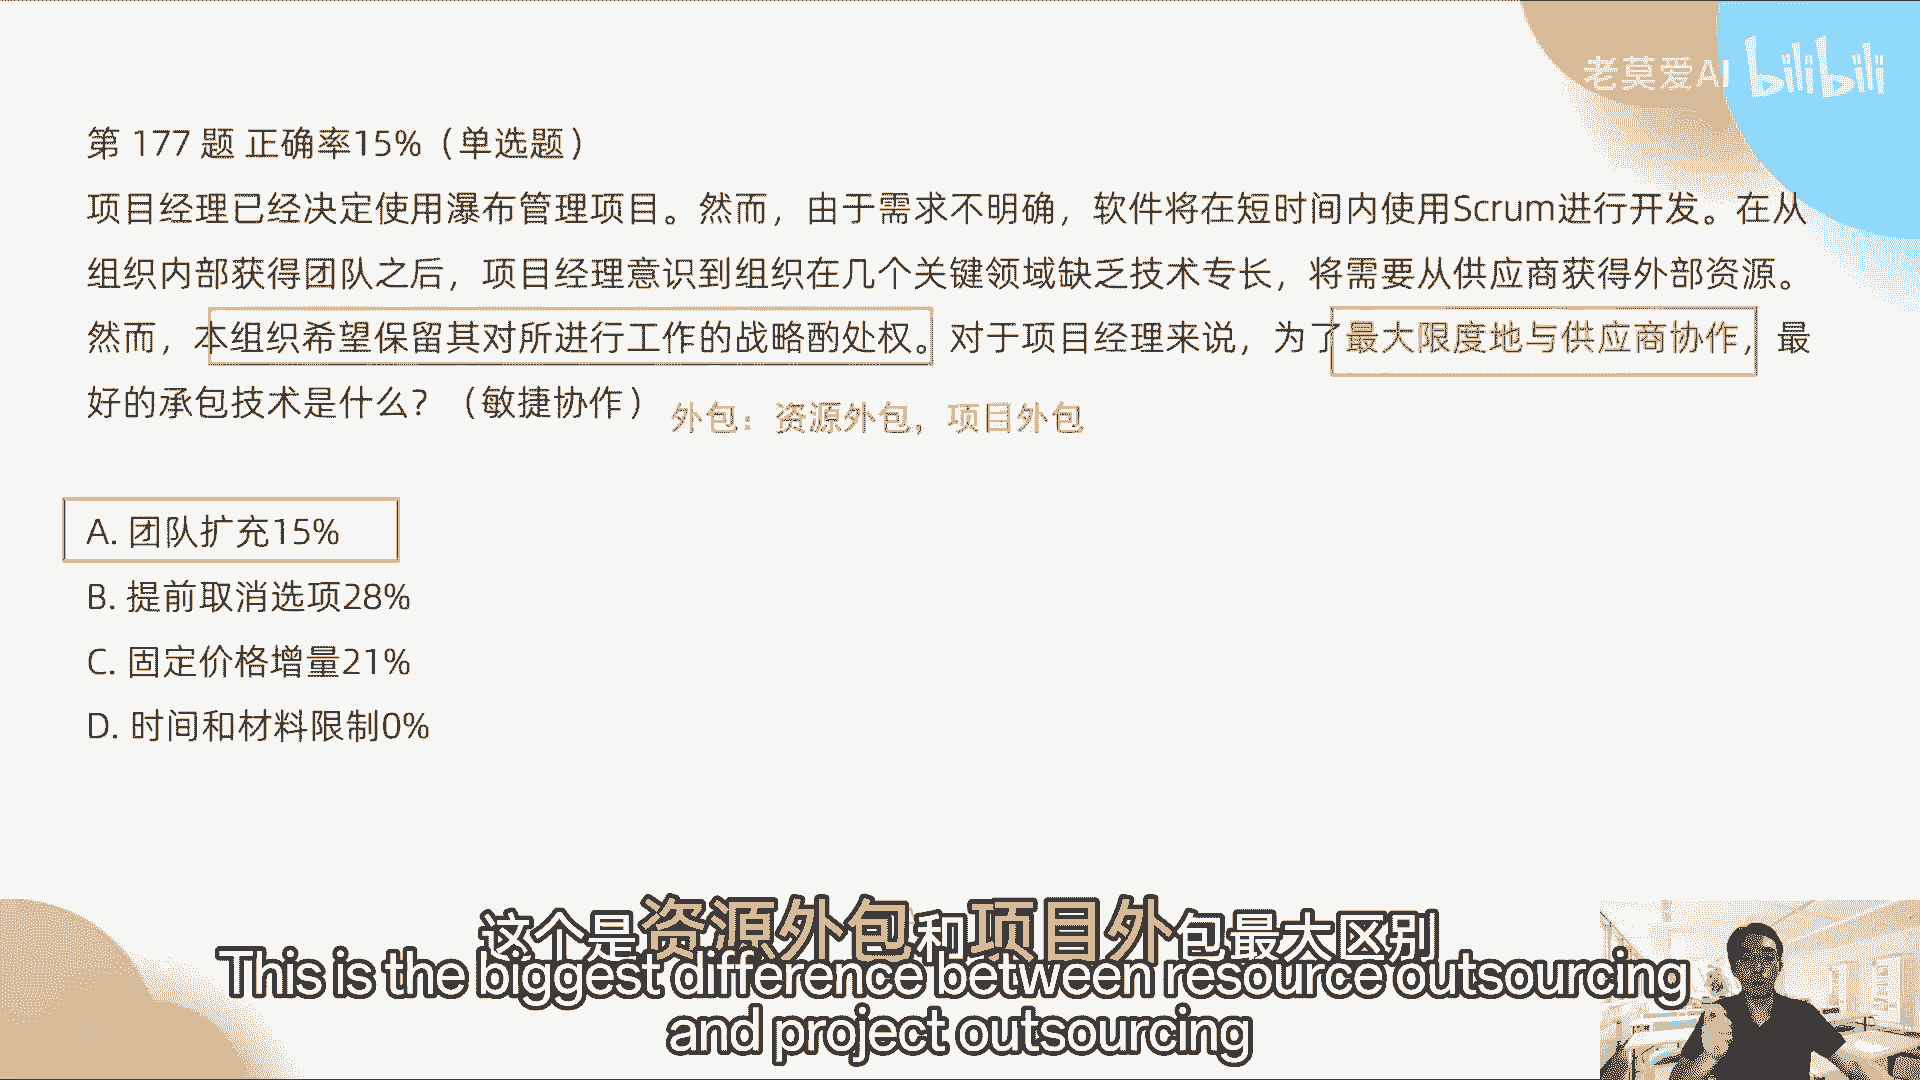 老莫爱AI bilibili
第 177 题 正确率15%（单选题）
项目经理已经决定使用瀑布管理项目。然而，由于需求不明确，软件将在短时间内使用Scrum进行开发。在从
组织内部获得团队之后，项目经理意识到组织在几个关键领域缺乏技术专长，将需要从供应商获得外部资源。
然而，本组织希望保留其对所进行工作的战略酌处权。对于项目经理来说，为了最大限度地与供应商协作，最
好的承包技术是什么？（敏捷协作）
外包：资源外包，项目外包
A. 团队扩充15%
B. 提前取消选项28%
C. 固定价格增量21%
D. 时间和材料限制0%
这个是资源外包和项目外包最大区别
This is the biggest difference between resource outsourcing
and project outsourcing